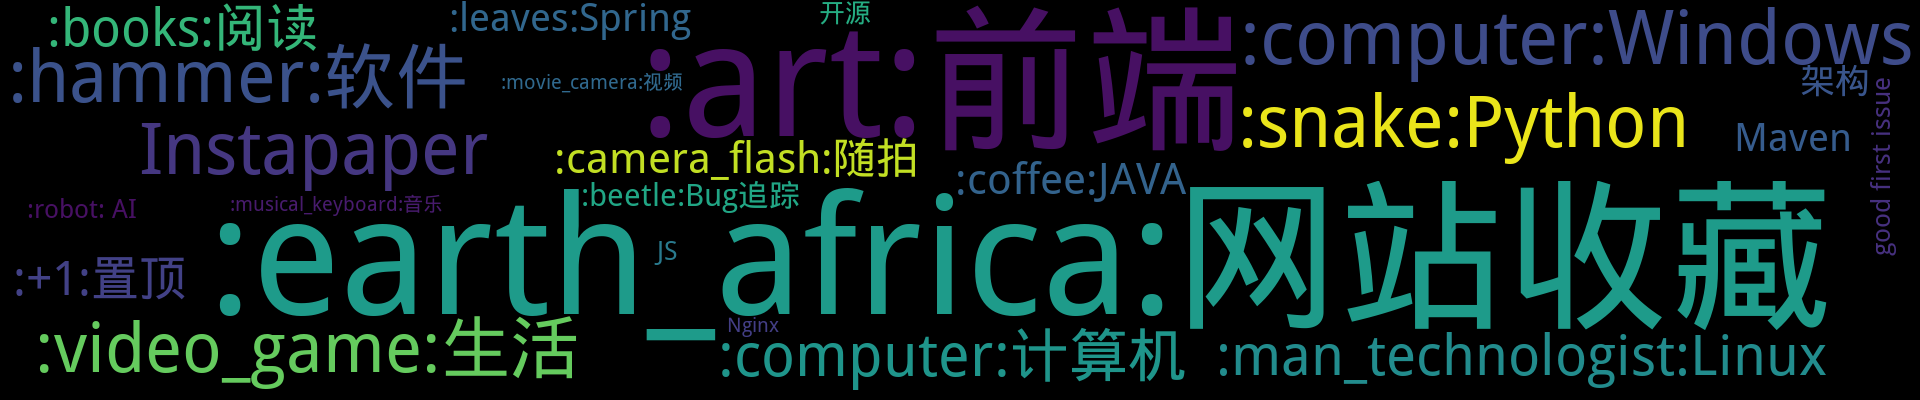 :books:阅读
:leaves:Spring
开源
:art:前端
:computer:Windows
:hammer:软件
:movie_camera:视频
架构
:snake:Python
Instapaper
Maven
good first issue
:camera_flash:随拍
:coffee:JAVA
:beetle:Bug追踪
:robot: AI
:musical_keyboard:音乐
:earth_africa:网站收藏
JS
:+1:置顶
:video_game:生活
Nginx
:computer:计算机
:man_technologist:Linux